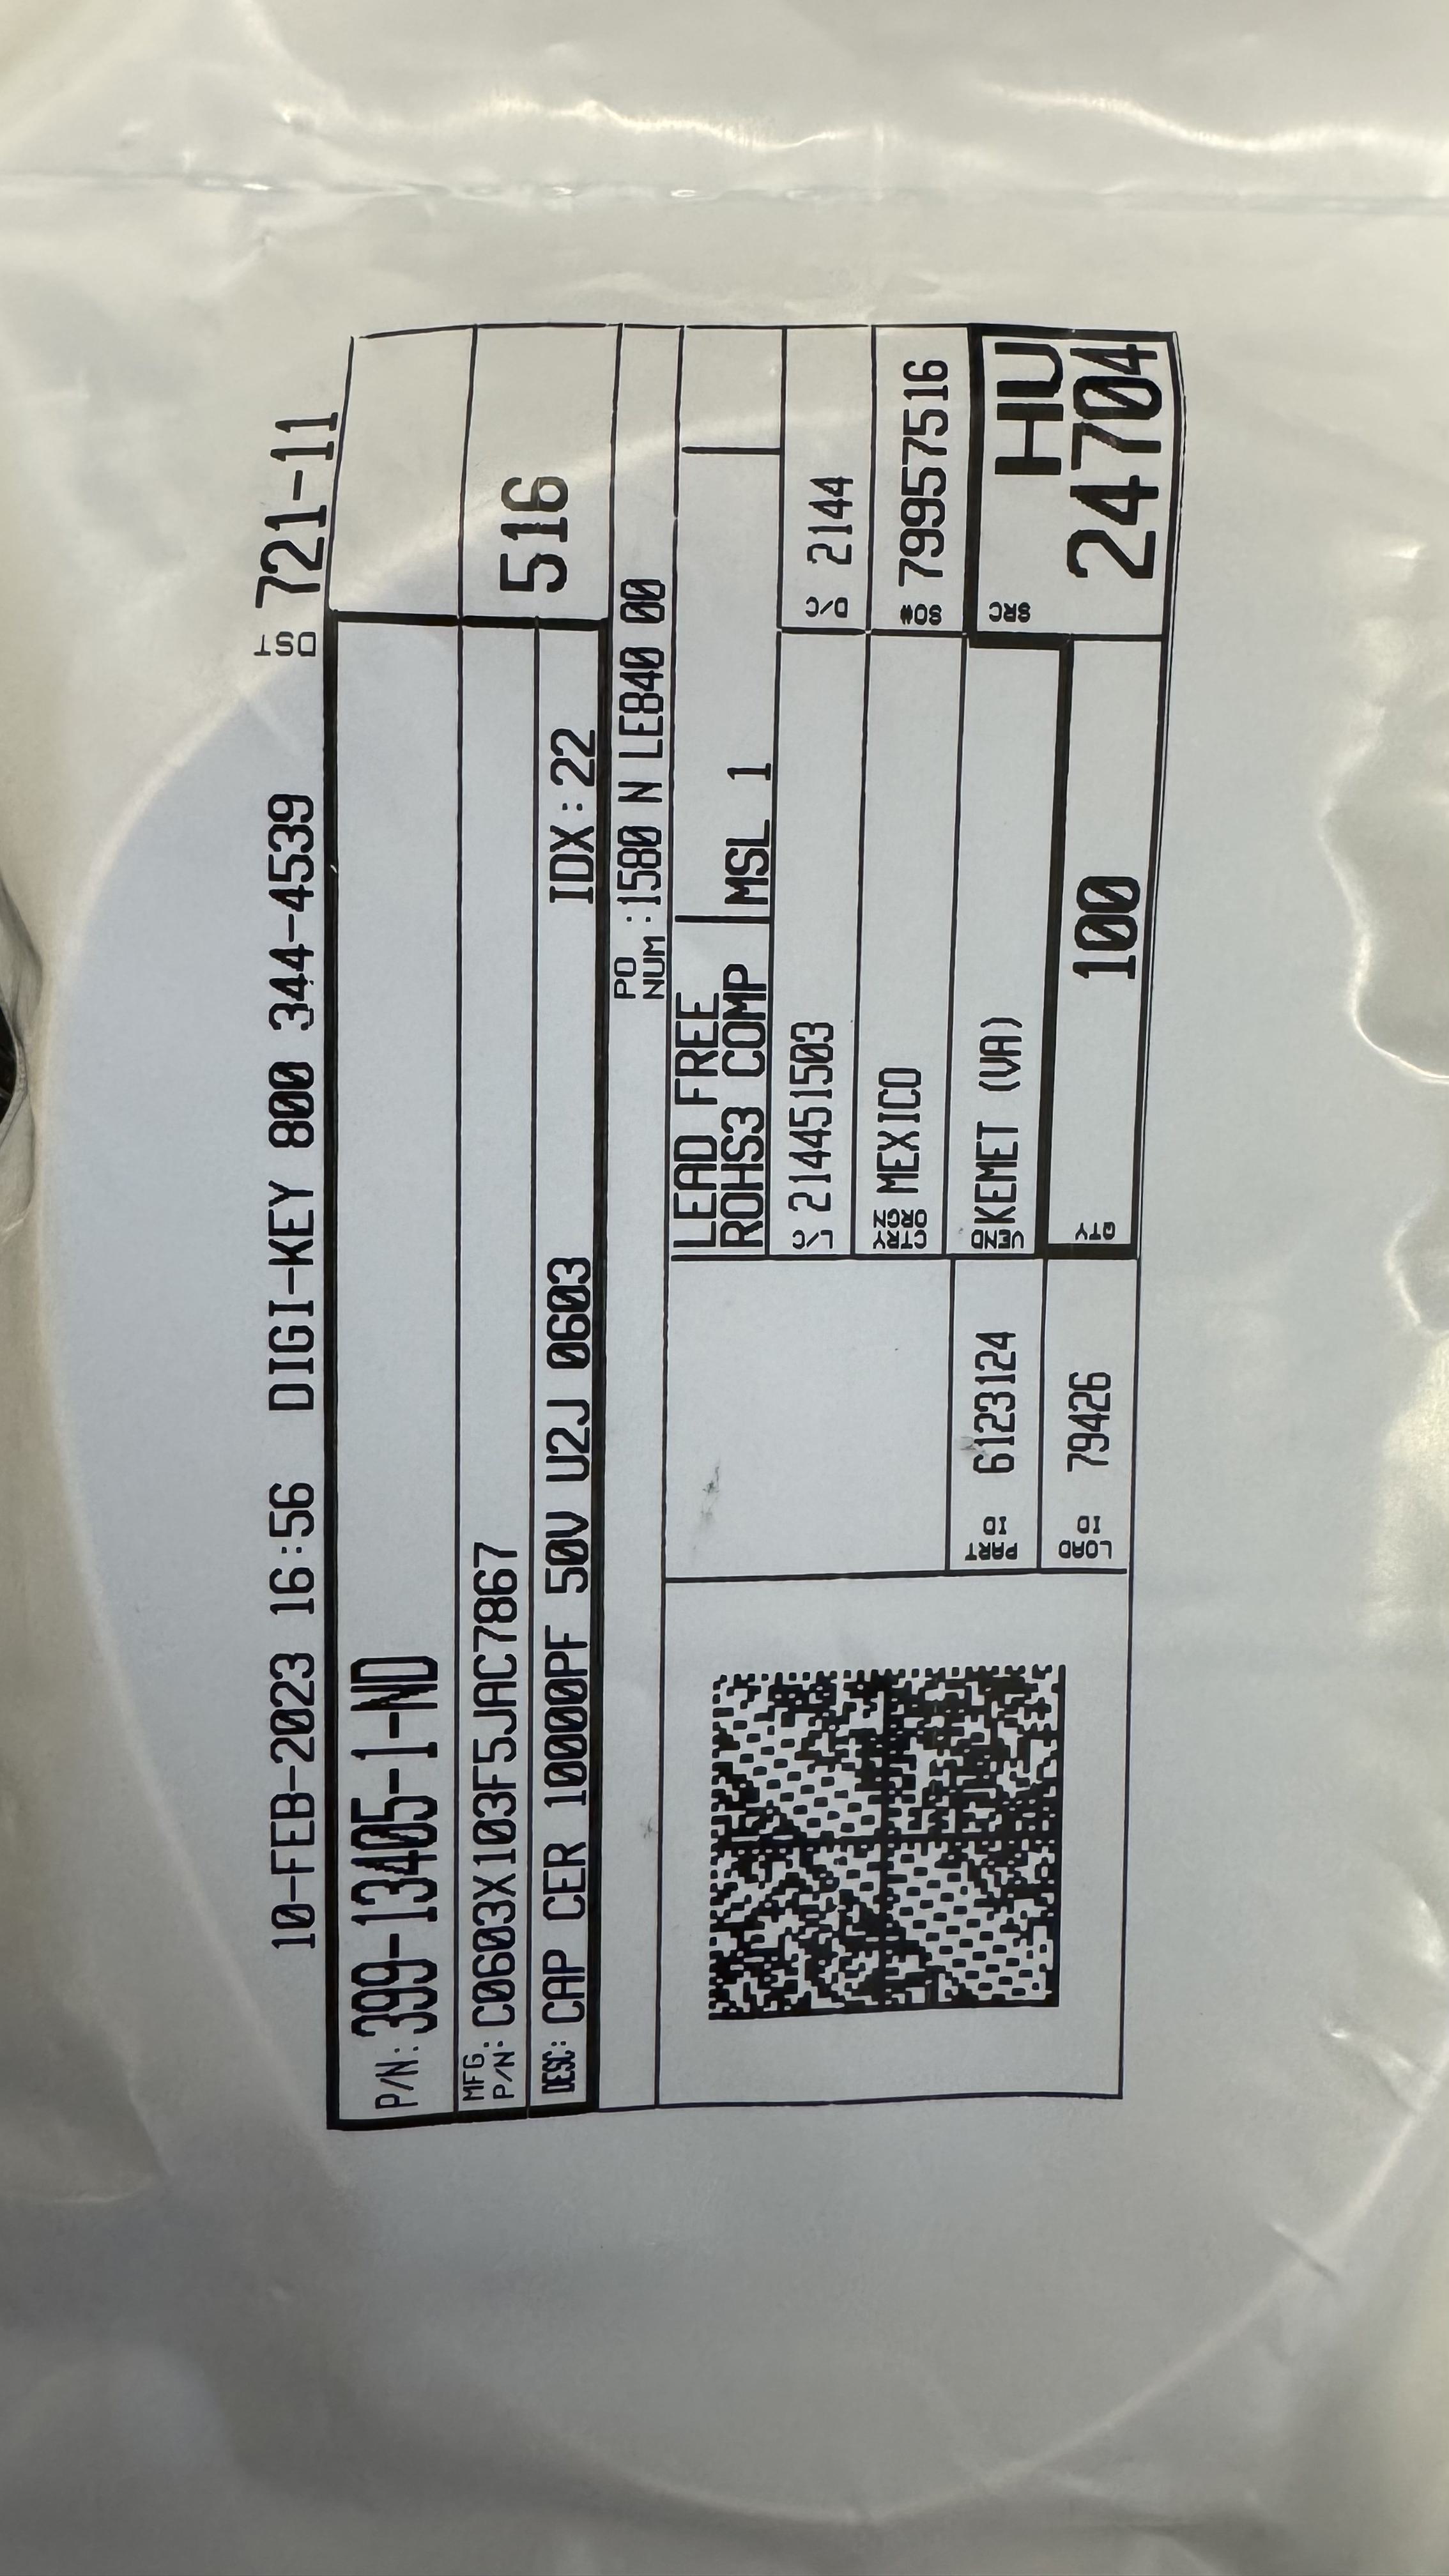 10-FEB-2023 16:56 DIGI-KEY 800 344-4539 DST 721-11
P/N: 399-13405-1-ND
MFG. P/N: C0603X103F5JAC7867
516
DESC: CAP CER 10000PF 50V U2J 0603 IDX:22
PO NUM :1580 N LEB40 00
LEAD FREE
ROHS3 COMP MSL 1
L/C 214451503 D/C 2144
CTRY ORGZ MEXICO SO# 79957516
PART ID 6123124 VEND KEMET (VA) SRC HU
LOAD ID 79426 QTY 100 24704